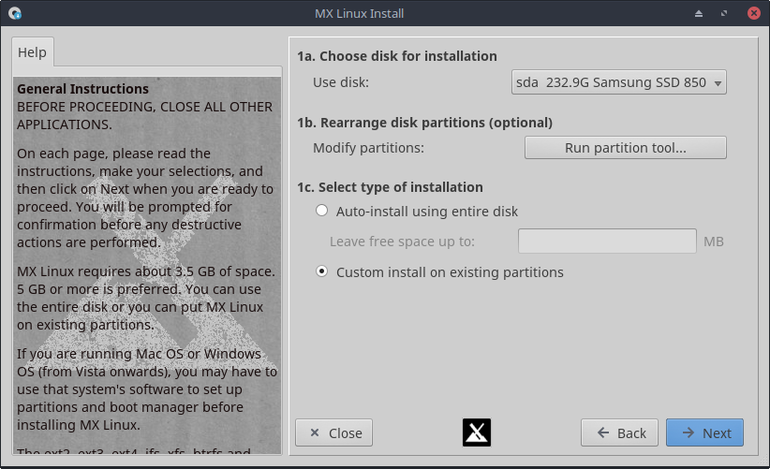 MX Linux Install
Help
General Instructions
BEFORE PROCEEDING, CLOSE ALL OTHER
APPLICATIONS.
On each page, please read the
instructions, make your selections, and
then click on Next when you are ready to
proceed. You will be prompted for
confirmation before any destructive
actions are performed.
MX Linux requires about 3.5 GB of space.
5 GB or more is preferred. You can use
the entire disk or you can put MX Linux
on existing partitions.
If you are running Mac OS or Windows
OS (from Vista onwards), you may have to
use that system's software to set up
partitions and boot manager before
installing MX Linux.
The ext2, ext3, ext4, jfs, xfs, btrfs and
1a. Choose disk for installation
Use disk: sda 232.9G Samsung SSD 850
1b. Rearrange disk partitions (optional)
Modify partitions: Run partition tool...
1c. Select type of installation
Auto-install using entire disk
Leave free space up to: MB
Custom install on existing partitions
Close Back Next